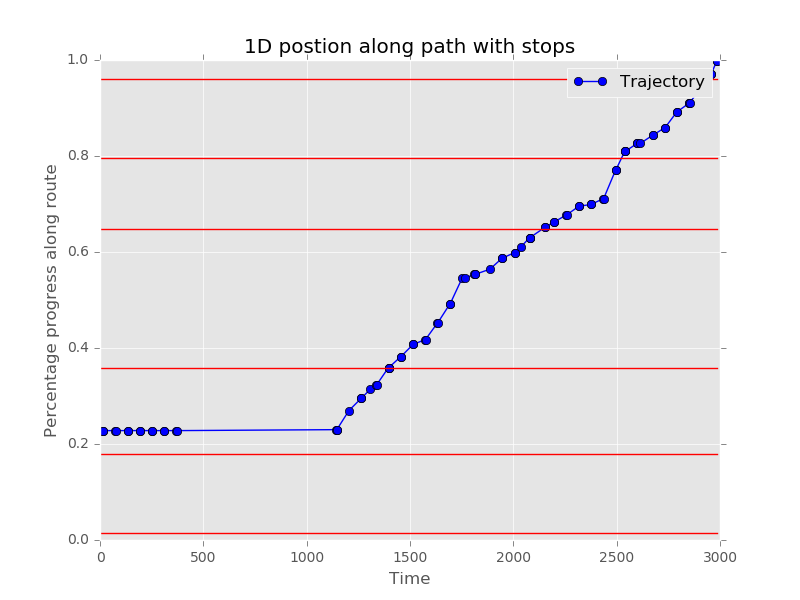 1D postion along path with stops
Trajectory
Percentage progress along route
1.0
0.8
0.6
0.4
0.2
0.0
0 500 1000 1500 2000 2500 3000
Time